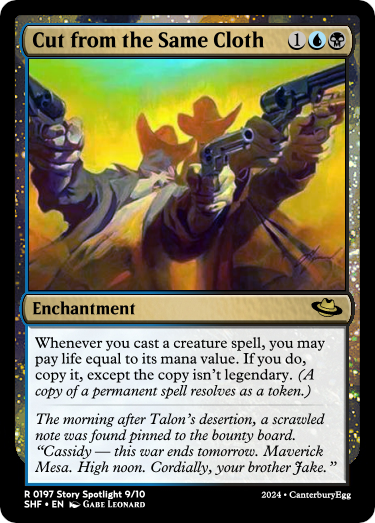 Cut from the Same Cloth 1
Enchantment
Whenever you cast a creature spell, you may
pay life equal to its mana value. If you do,
copy it, except the copy isn't legendary. (A
copy of a permanent spell resolves as a token.)
The morning after Talon's desertion, a scrawled
note was found pinned to the bounty board.
“Cassidy — this war ends tomorrow. Maverick
Mesa. High noon. Cordially, your brother Jake.”
R 0197 Story Spotlight 9/10
SHF • EN Gabe Leonard
2024 • CanterburyEgg